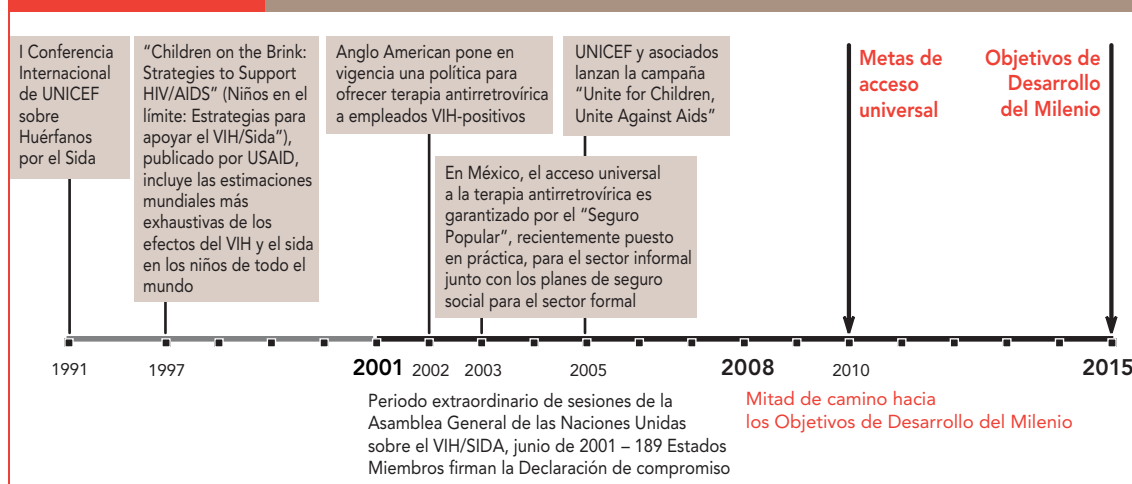 I Conferencia
Internacional
de UNICEF
sobre
Huérfanos
por el Sida
“Children on the Brink:
Strategies to Support
HIV/AIDS” (Niños en el
límite: Estrategias para
apoyar el VIH/Sida”),
publicado por USAID,
incluye las estimaciones
mundiales más
exhaustivas de los
efectos del VIH y el sida
en los niños de todo el
mundo
Anglo American pone en
vigencia una política para
ofrecer terapia antirretrovírica
a empleados VIH-positivos
UNICEF y asociados
lanzan la campaña
“Unite for Children,
Unite Against Aids”
En México, el acceso universal
a la terapia antirretrovírica es
garantizado por el “Seguro
Popular”, recientemente puesto
en práctica, para el sector informal
junto con los planes de seguro
social para el sector formal
Metas de
acceso
universal
Objetivos de
Desarrollo
del Milenio
1991
1997
2001
2002
2003
2005
2008
2010
2015
Periodo extraordinario de sesiones de la
Asamblea General de las Naciones Unidas
sobre el VIH/SIDA, junio de 2001 – 189 Estados
Miembros firman la Declaración de compromiso
Mitad de camino hacia
los Objetivos de Desarrollo del Milenio